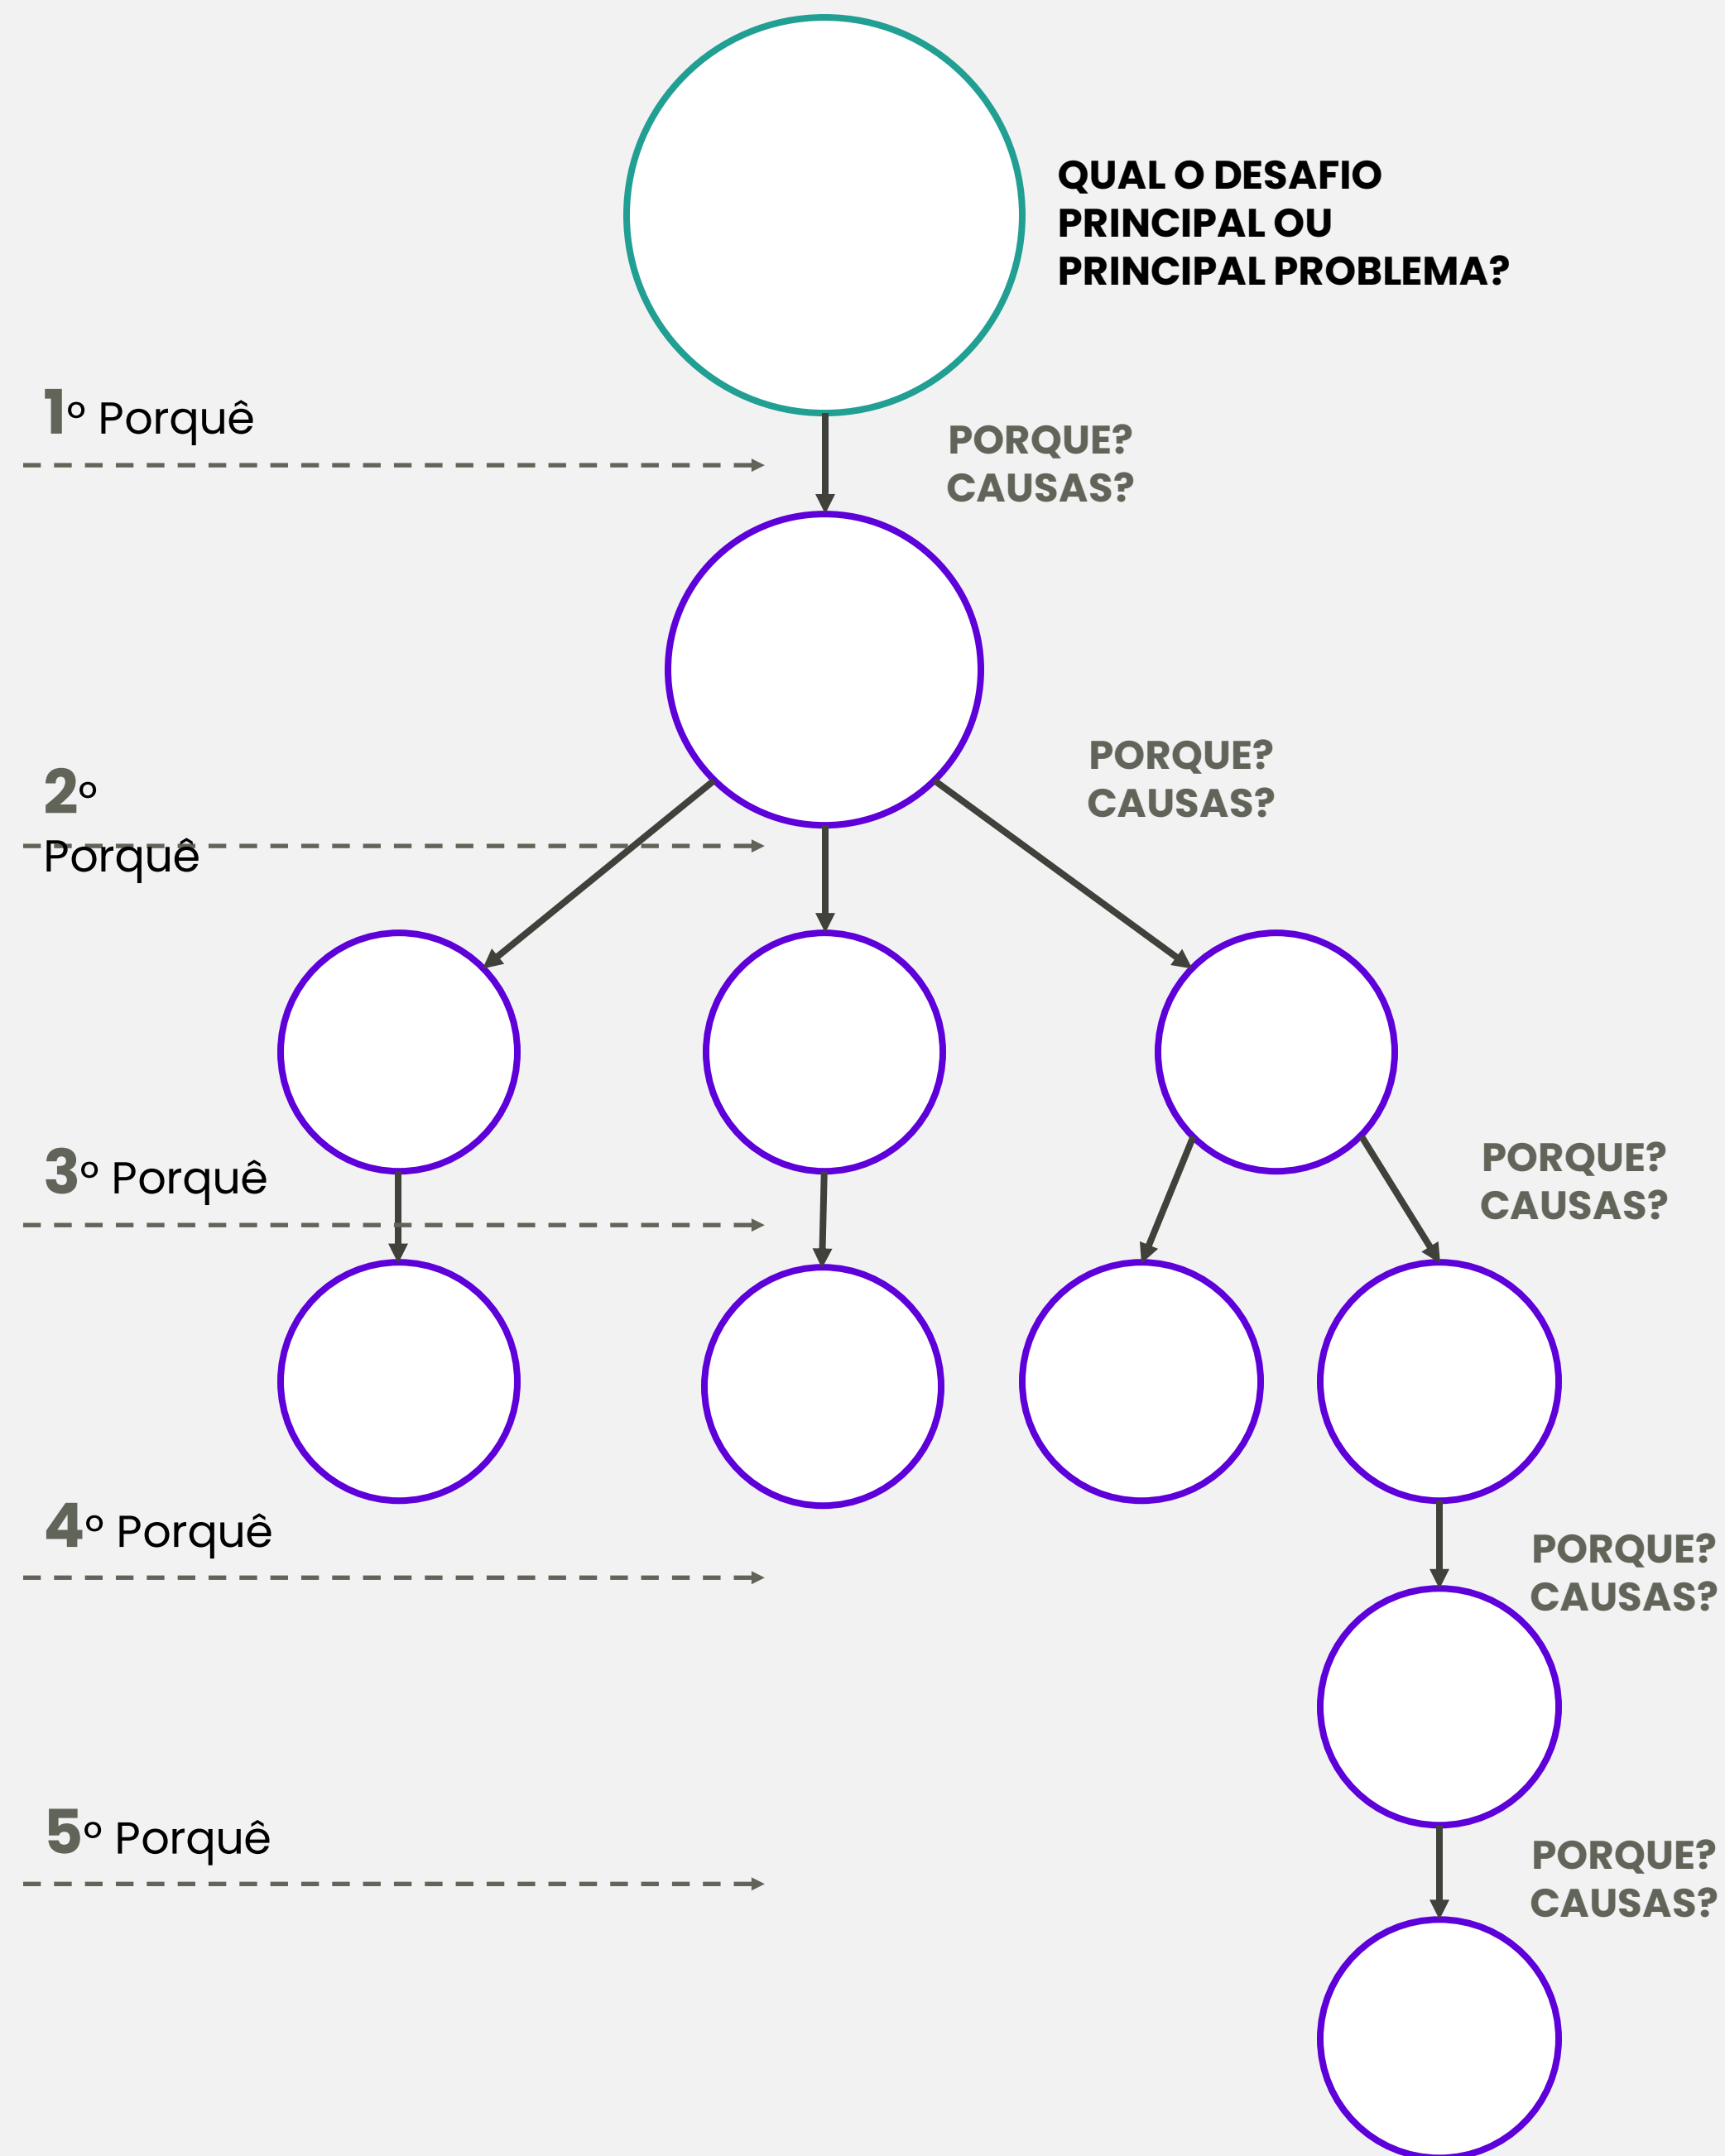 QUAL O DESAFIO
PRINCIPAL OU
PRINCIPAL PROBLEMA?
1º Porquê
PORQUE?
CAUSAS?
PORQUE?
CAUSAS?
2º
Porquê
3º Porquê
PORQUE?
CAUSAS?
4º Porquê
PORQUE?
CAUSAS?
5º Porquê
PORQUE?
CAUSAS?